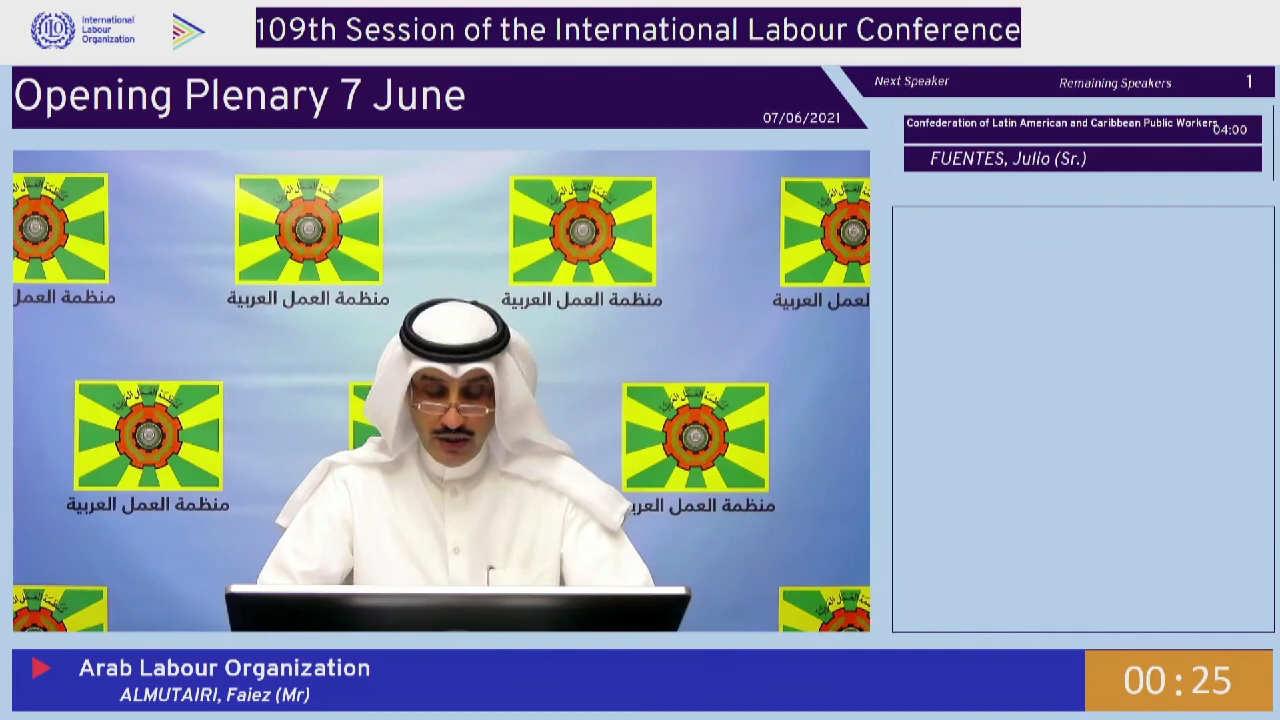 International
Labour
Organization
109th Session of the International Labour Conference
Opening Plenary 7 June
07/06/2021
Next Speaker
Remaining Speakers
1
Confederation of Latin American and Caribbean Public Workers
04:00
FUENTES, Julio (Sr.)
منظمة العمل
منظمة العمل العربية
منظمة العمل العربية
العمل العربية
منظمة العمل العربية
منظمة العمل العربية
Arab Labour Organization
ALMUTAIRI, Faiez (Mr)
00:25